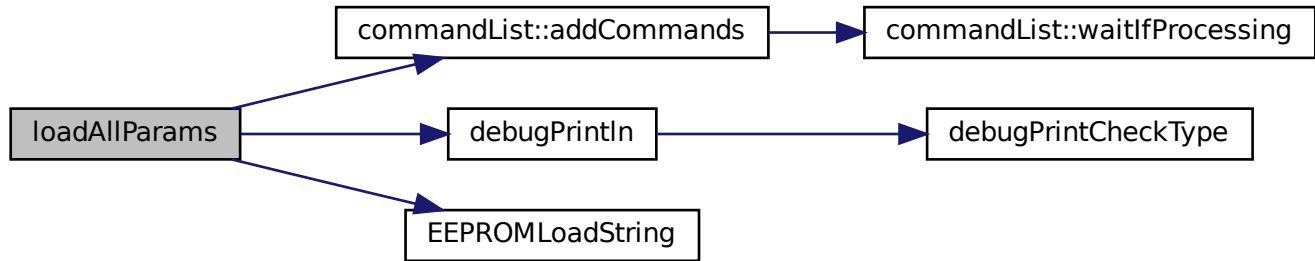 commandList::addCommands
commandList::waitIfProcessing
loadAllParams
debugPrintln
debugPrintCheckType
EEPROMLoadString